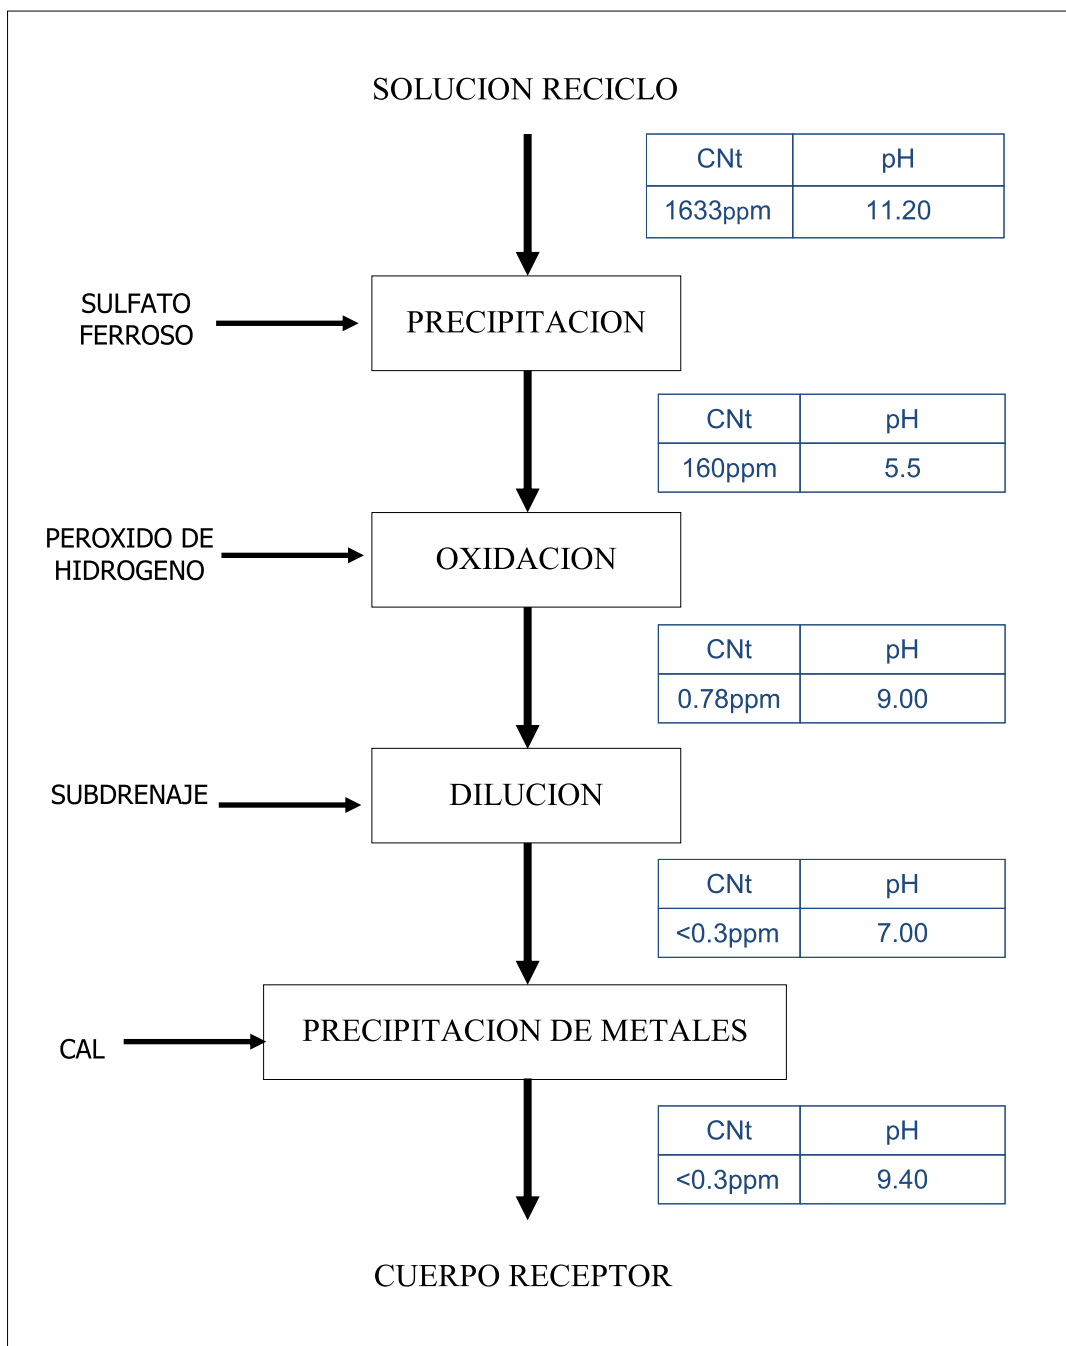 SOLUCION RECICLO
CNt pH
1633ppm 11.20
SULFATO
FERROSO
PRECIPITACION
CNt pH
160ppm 5.5
PEROXIDO DE
HIDROGENO
OXIDACION
CNt pH
0.78ppm 9.00
SUBDRENAJE
DILUCION
CNt pH
<0.3ppm 7.00
CAL
PRECIPITACION DE METALES
CNt pH
<0.3ppm 9.40
CUERPO RECEPTOR